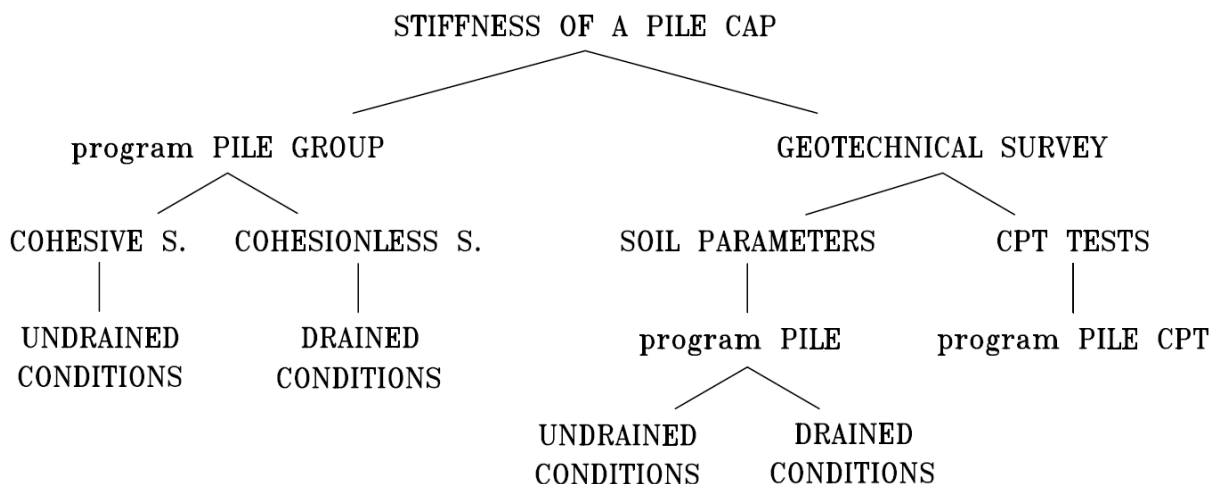 STIFFNESS OF A PILE CAP
program PILE GROUP
GEOTECHNICAL SURVEY
COHESIVE S.
COHESIONLESS S.
SOIL PARAMETERS
CPT TESTS
UNDRAINED
CONDITIONS
DRAINED
CONDITIONS
program PILE
program PILE CPT
UNDRAINED
CONDITIONS
DRAINED
CONDITIONS